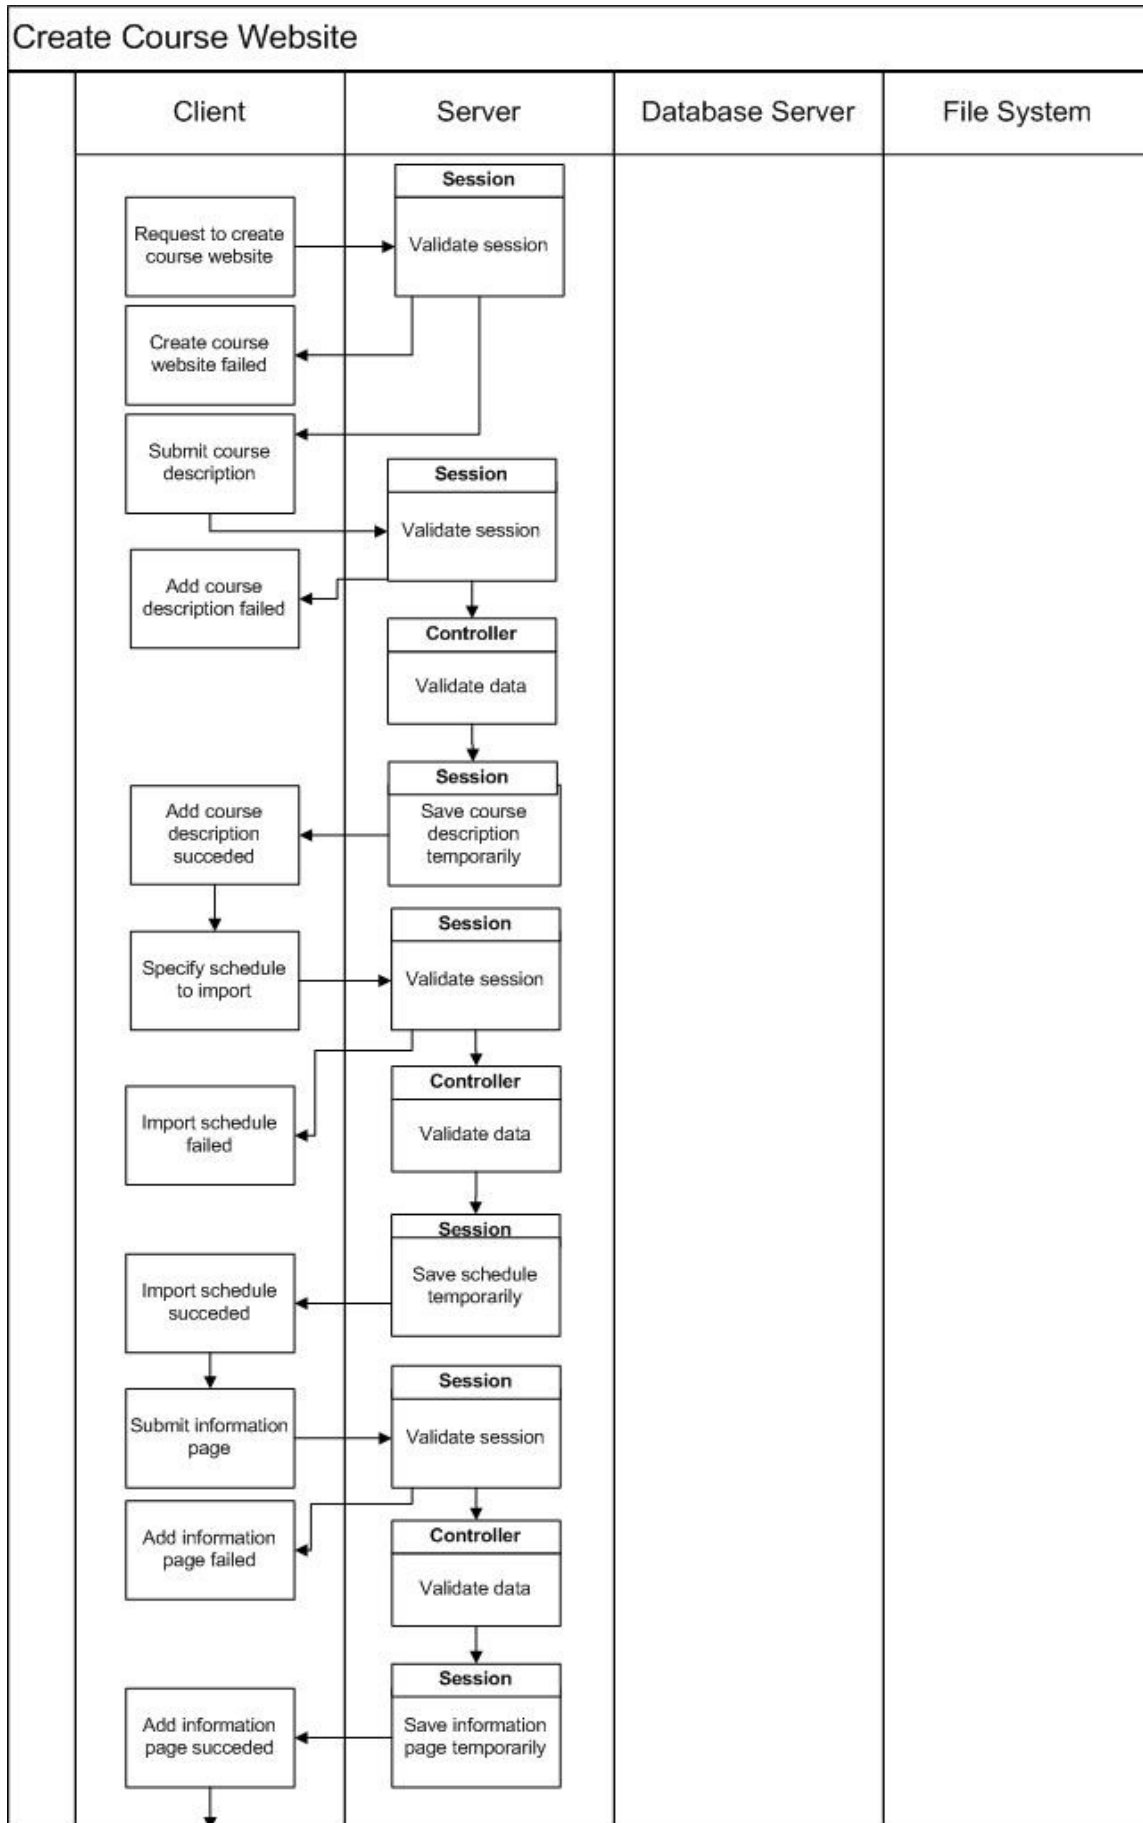 Create Course Website
Client
Server
Database Server
File System
Session
Request to create
course website
Validate session
Create course
website failed
Submit course
description
Session
Validate session
Add course
description failed
Controller
Validate data
Session
Add course
description
succeded
Save course
description
temporarily
Session
Specify schedule
to import
Validate session
Controller
Import schedule
failed
Validate data
Session
Import schedule
succeded
Save schedule
temporarily
Session
Submit information
page
Validate session
Add information
page failed
Controller
Validate data
Session
Add information
page succeded
Save information
page temporarily